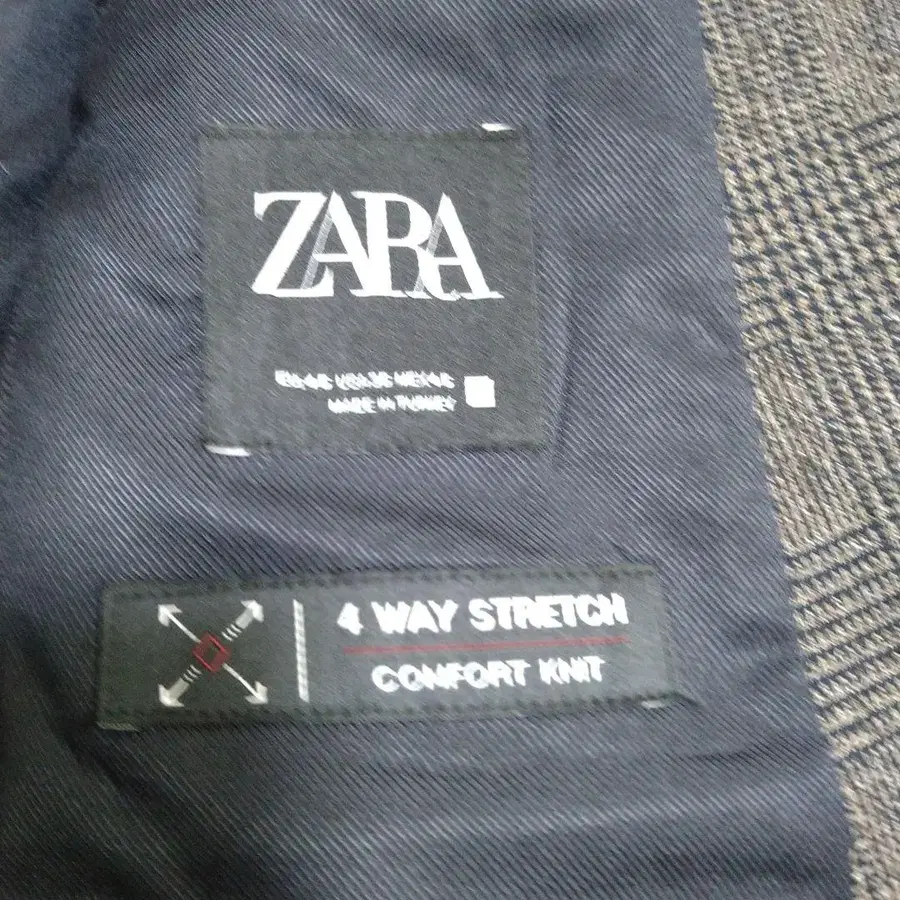 ZARA
MADE IN TURKEY
4 WAY STRETCH
CONFORT KNIT